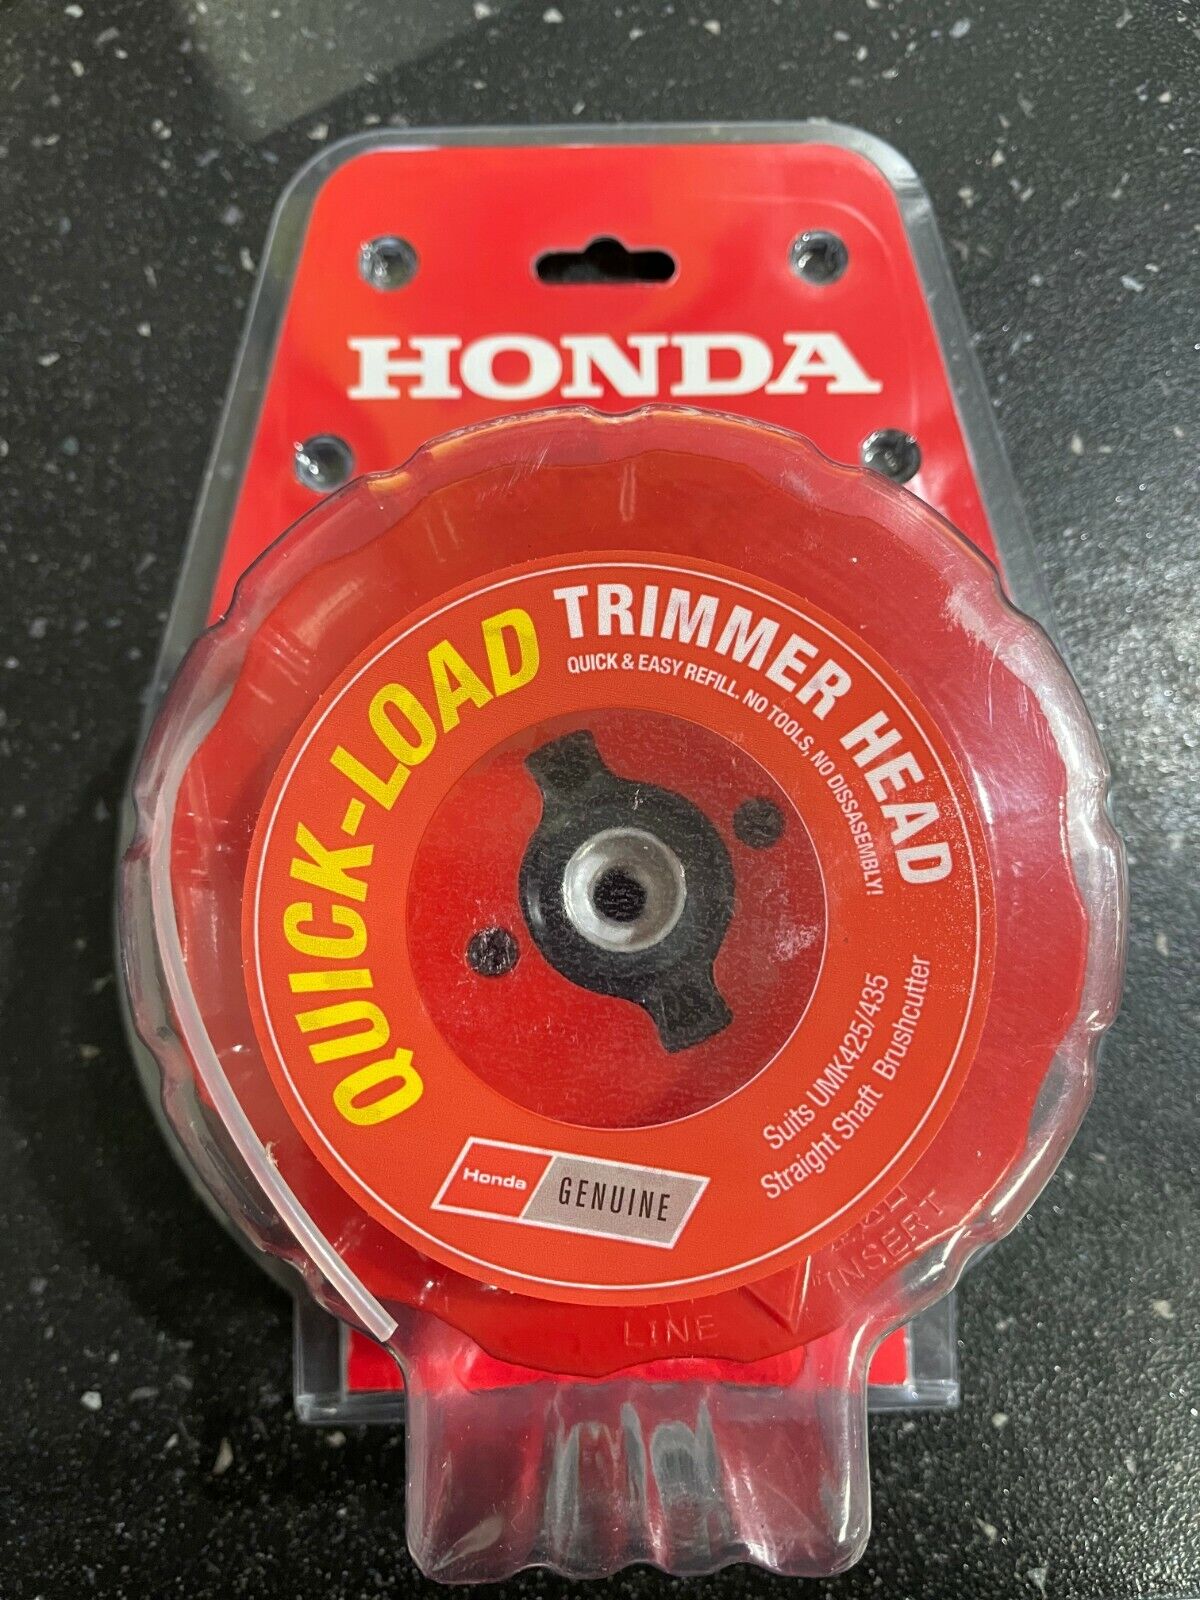 HONDA
QUICK-LOAD TRIMMER HEAD
QUICK & EASY REFILL. NO TOOLS, NO DISSASEMBLY!
Suits UMK425/435
Straight Shaft Brushcutter
Honda GENUINE
INSERT
LINE